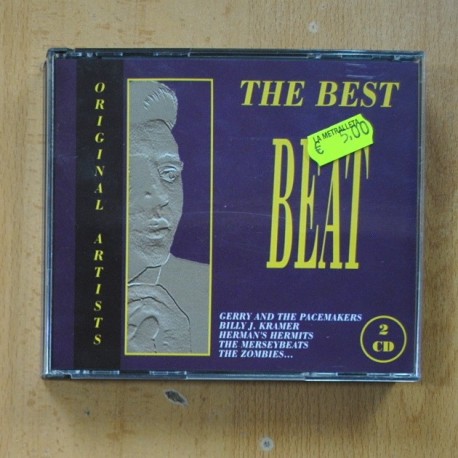 ORIGINAL ARTISTS
THE BEST
LA METRALLETA
€ 5,00
BEAT
GERRY AND THE PACEMAKERS
BILLY J. KRAMER
HERMAN'S HERMITS
THE MERSEYBEATS
THE ZOMBIES...
2
CD